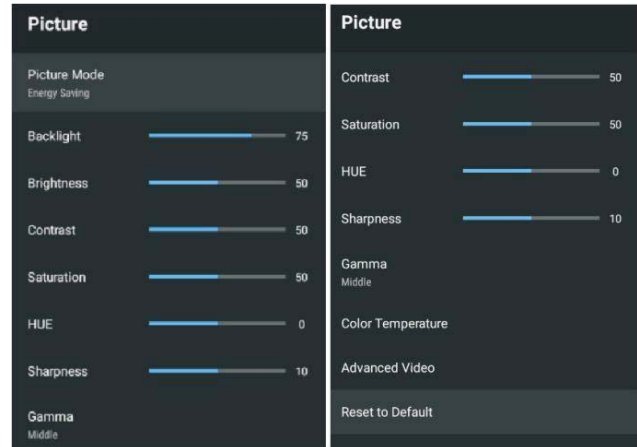 Picture
Picture Mode
Energy Saving
Backlight 75
Brightness 50
Contrast 50
Saturation 50
HUE 0
Sharpness 10
Gamma
Middle
Picture
Contrast 50
Saturation 50
HUE 0
Sharpness 10
Gamma
Middle
Color Temperature
Advanced Video
Reset to Default